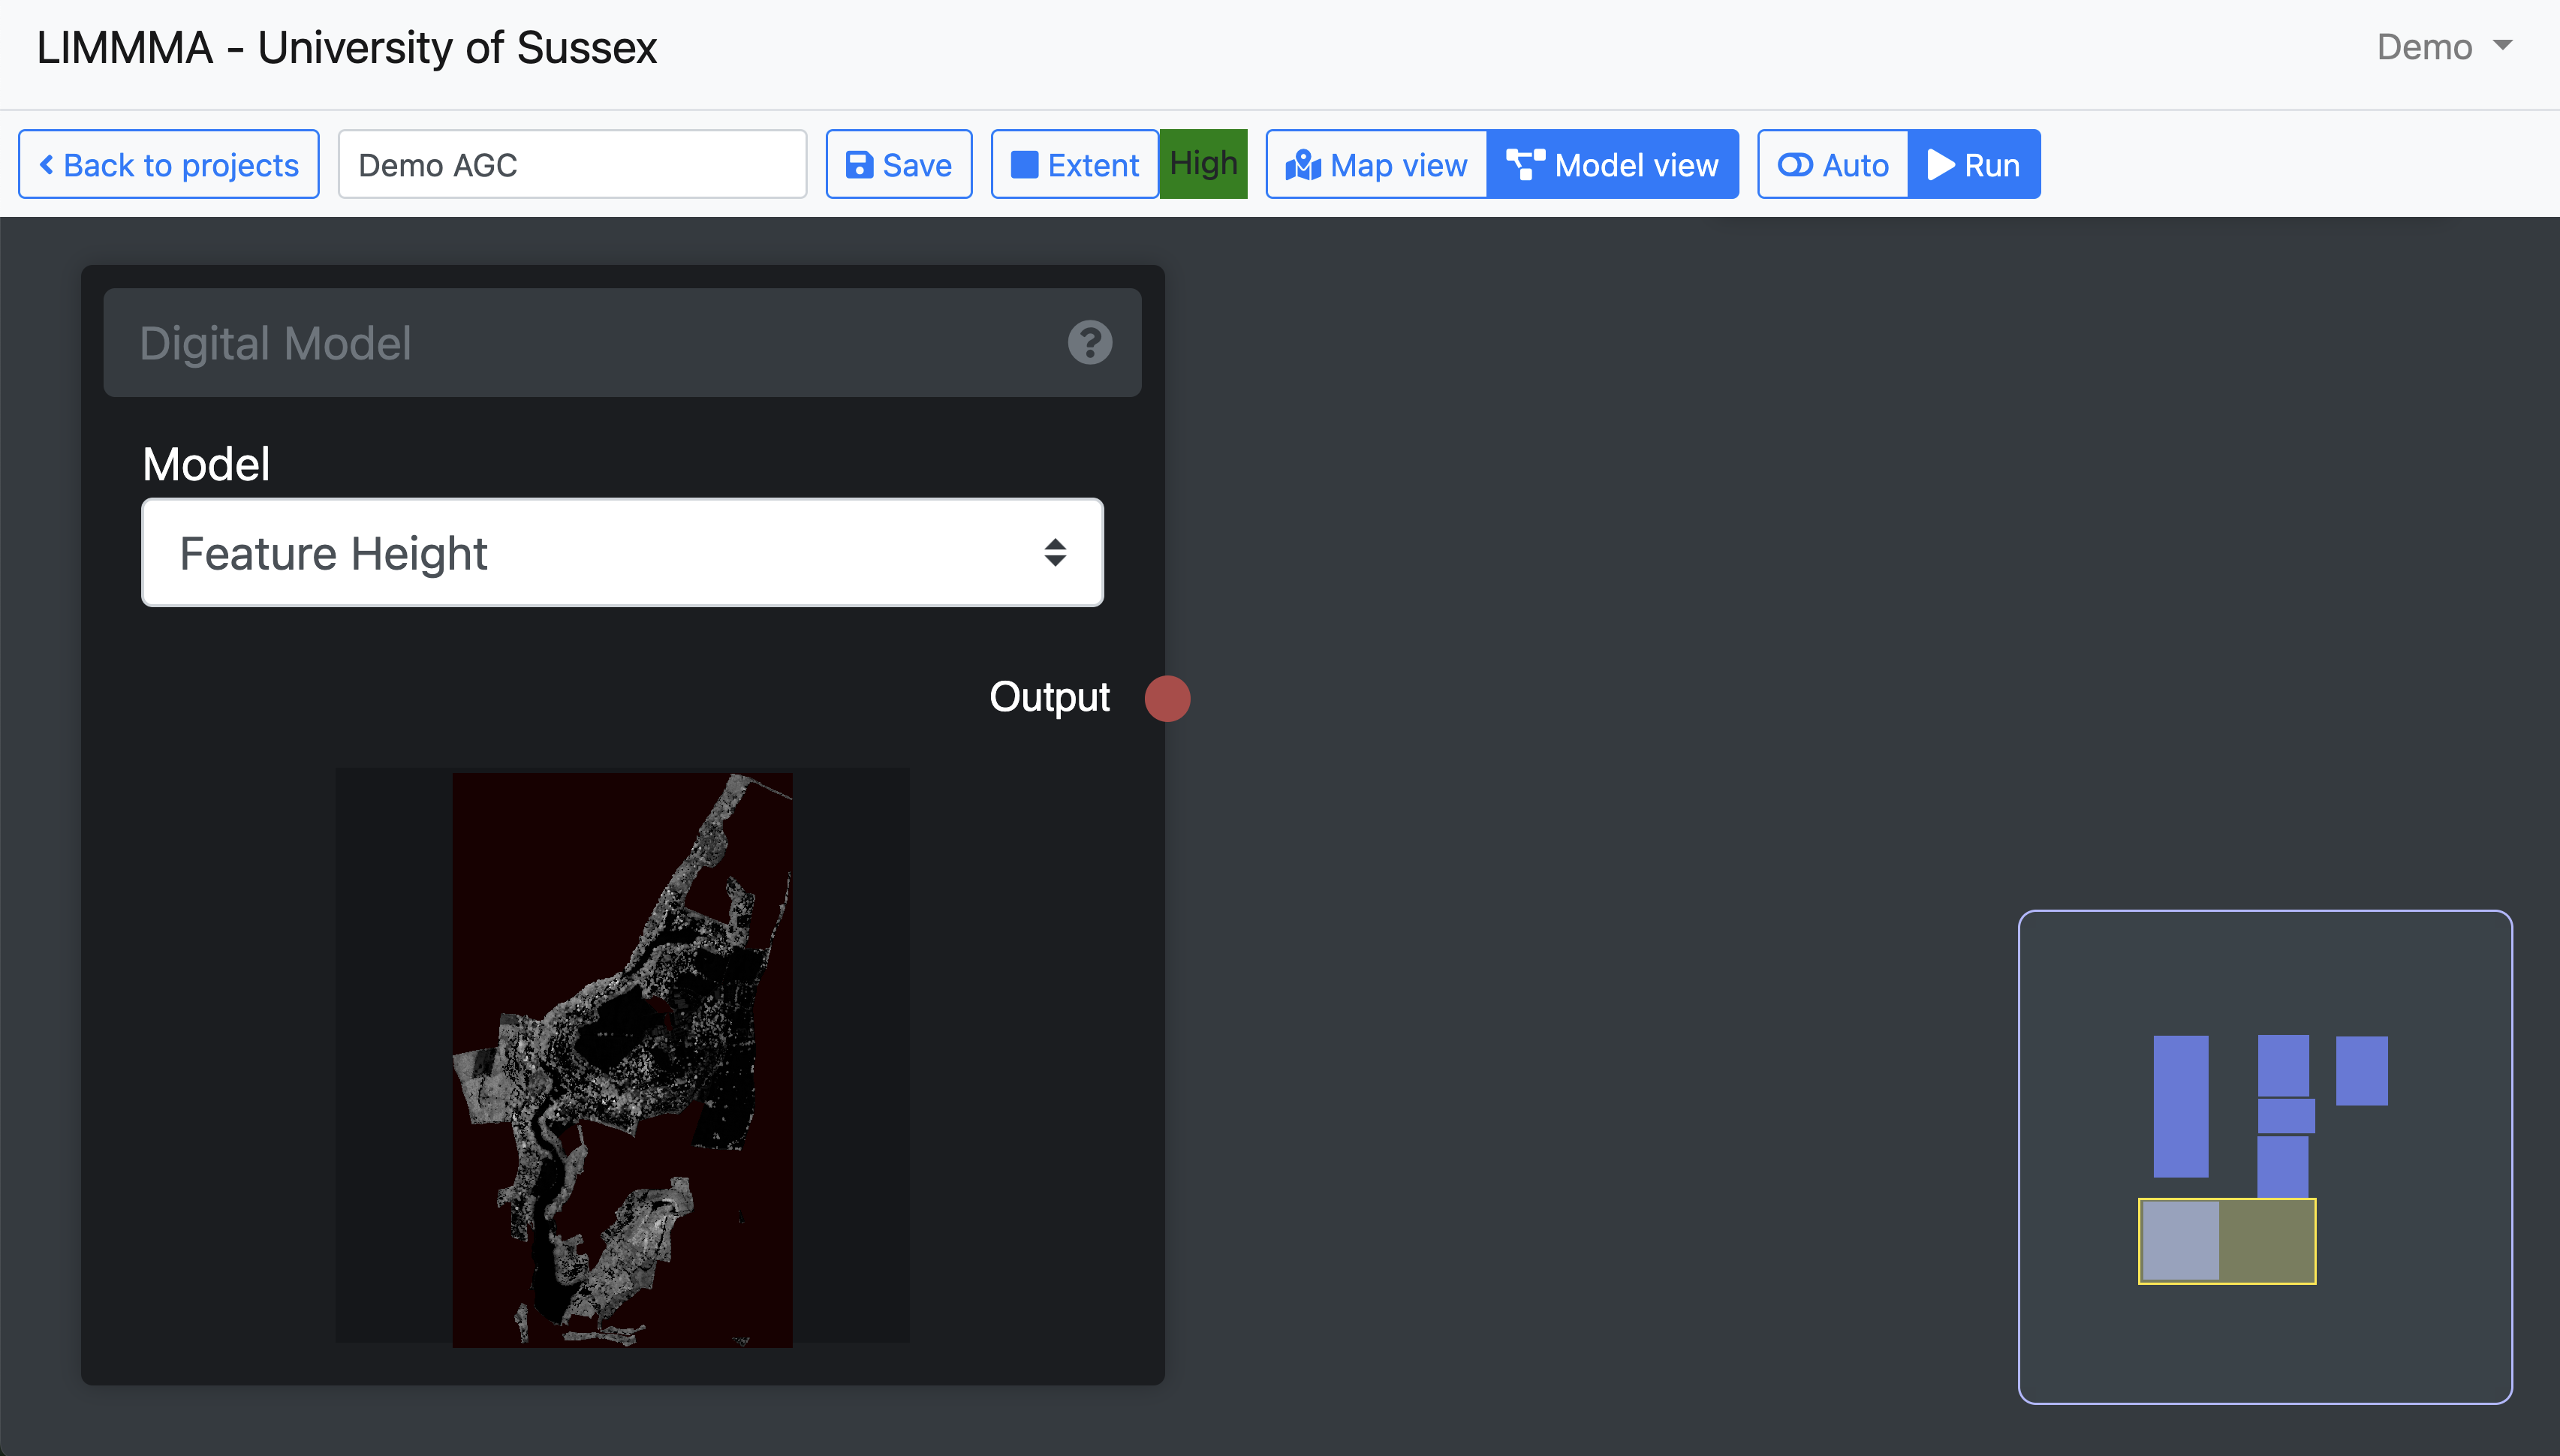 LIMMMA - University of Sussex
Demo
Back to projects
Demo AGC
Save
Extent
High
Map view
Model view
Auto
Run
Digital Model
?
Model
Feature Height
Output